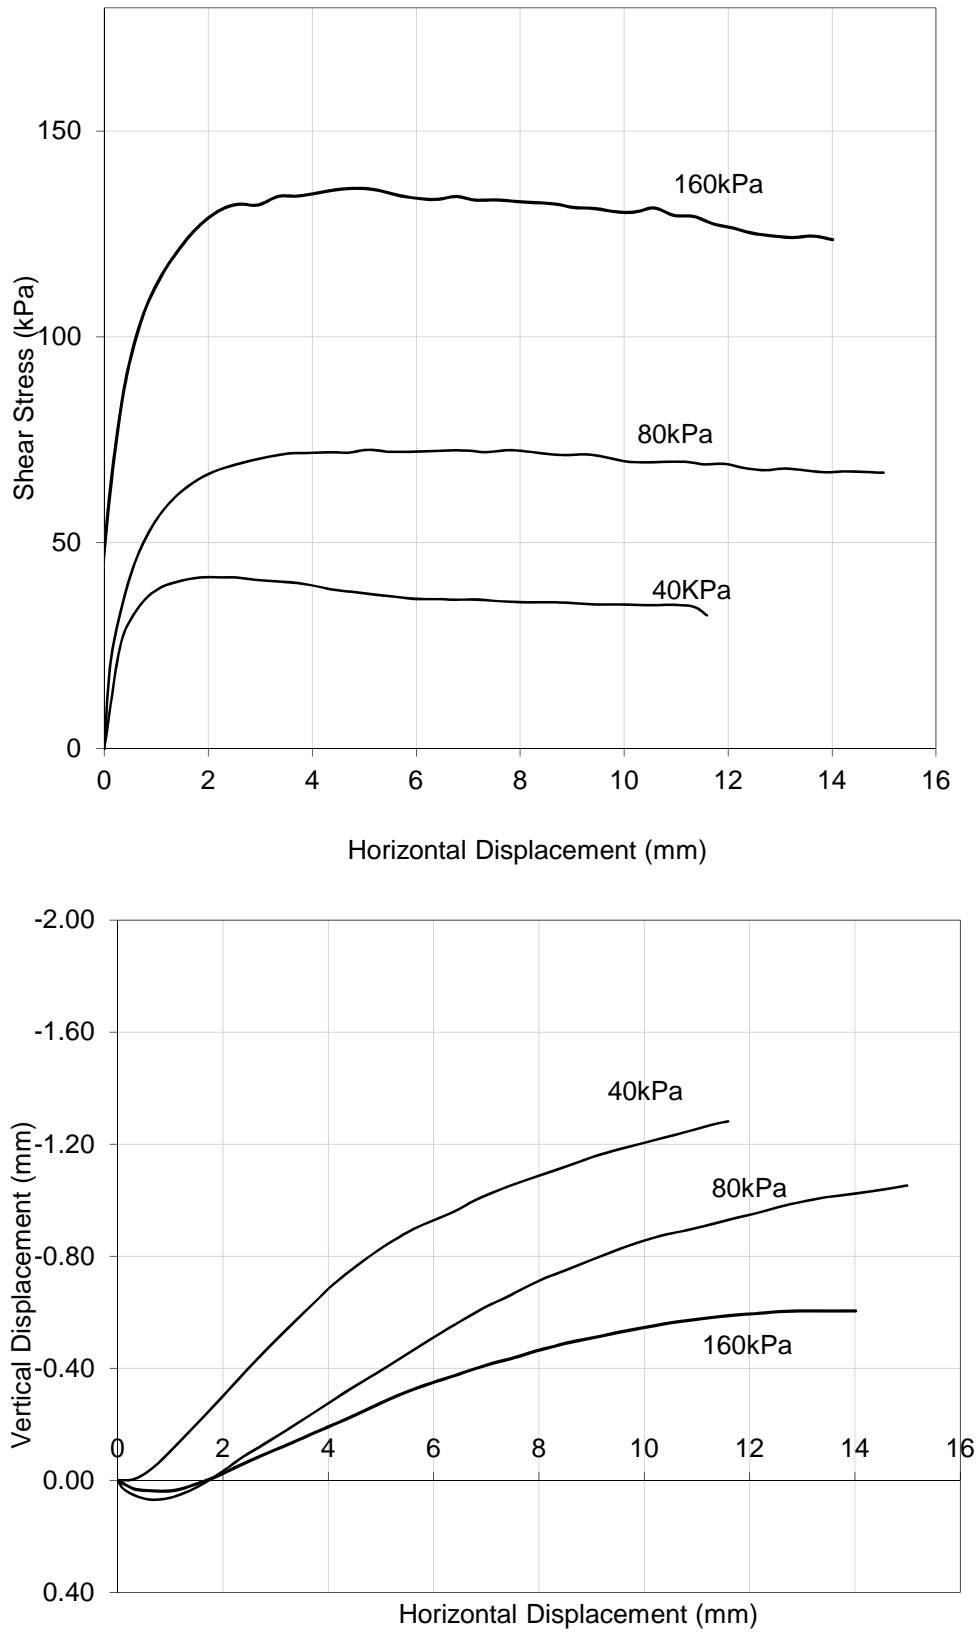 150
160kPa
Shear Stress (kPa)
100
80kPa
50
40KPa
0
0 2 4 6 8 10 12 14 16
Horizontal Displacement (mm)
-2.00
-1.60
40kPa
-1.20
80kPa
Vertical Displacement (mm)
-0.80
-0.40
160kPa
0 2 4 6 8 10 12 14 16
0.00
0.40
Horizontal Displacement (mm)